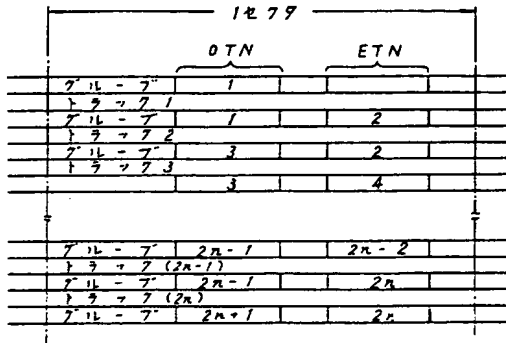 1セクタ
OTN ETN
グループ 1
トラック 1
グループ 1 2
トラック 2
グループ 3 2
トラック 3
3 4
グループ 2n-1 2n-2
トラック (2n-1)
グループ 2n-1 2n
トラック (2n)
グループ 2n+1 2n